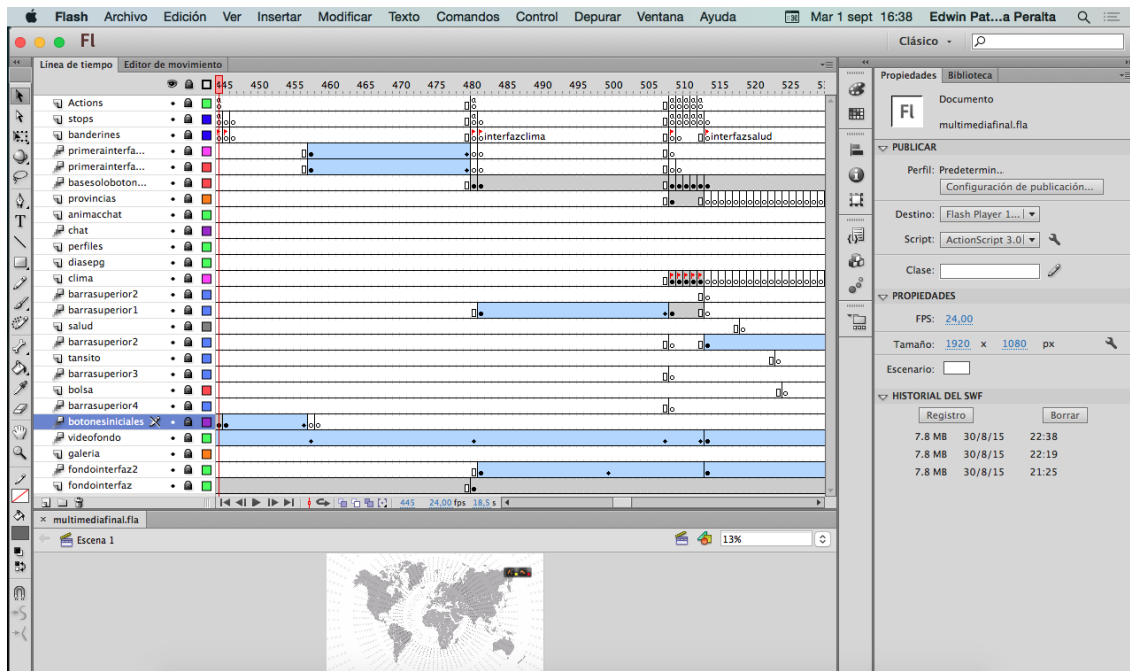 Flash Archivo Edición Ver Insertar Modificar Texto Comandos Control Depurar Ventana Ayuda Mar 1 sept 16:38 Edwin Pat...a Peralta
Fl Clásico
Línea de tiempo Editor de movimiento
445 450 455 460 465 470 475 480 485 490 495 500 505 510 515 520 525
Actions
stops
banderines interfazclima interfazsalud
primerainterfa...
primerainterfa...
basesoloboton...
provincias
animacchat
chat
perfiles
diasepg
clima
barrasuperior2
barrasuperior1
salud
barrasuperior2
tansito
barrasuperior3
bolsa
barrasuperior4
botonesiniciales
videofondo
galeria
fondointerfaz2
fondointerfaz
445 24,00 fps 18,5 s
multimediafinal.fla
Escena 1 13%
Propiedades Biblioteca
Fl
Documento
multimediafinal.fla
PUBLICAR
Perfil: Predetermin...
Configuración de publicación...
Destino: Flash Player 1...
Script: ActionScript 3.0
Clase:
PROPIEDADES
FPS: 24,00
Tamaño: 1920 x 1080 px
Escenario:
HISTORIAL DEL SWF
Registro Borrar
7.8 MB 30/8/15 22:38
7.8 MB 30/8/15 22:19
7.8 MB 30/8/15 21:25